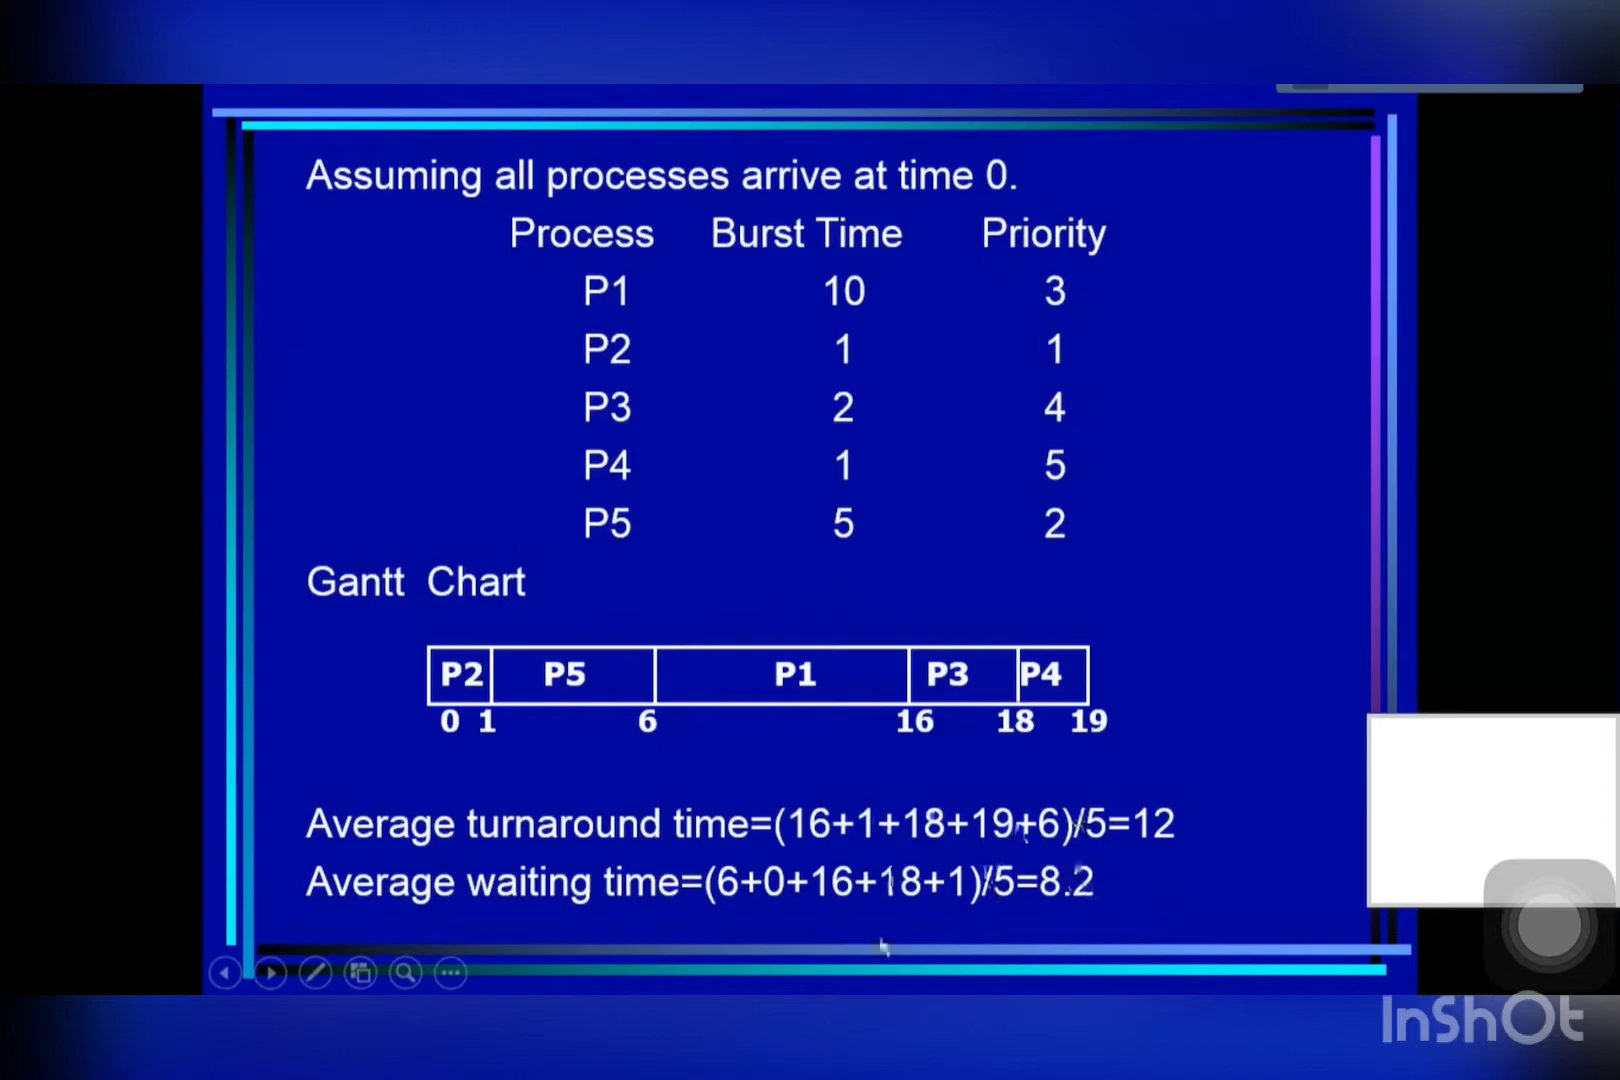 Assuming all processes arrive at time 0.
Process Burst Time Priority
P1 10 3
P2 1 1
P3 2 4
P4 1 5
P5 5 2
Gantt Chart
P2 P5 P1 P3 P4
0 1 6 16 18 19
Average turnaround time=(16+1+18+19+6)/5=12
Average waiting time=(6+0+16+18+1)/5=8.2
InShOt